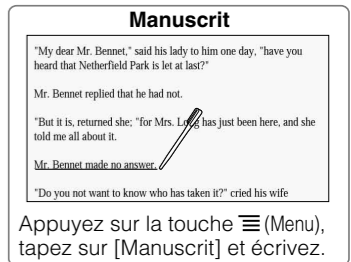 Manuscrit
"My dear Mr. Bennet," said his lady to him one day, "have you
heard that Netherfield Park is let at last?"
Mr. Bennet replied that he had not.
"But it is, returned she; "for Mrs. Long has just been here, and she
told me all about it.
Mr. Bennet made no answer.
"Do you not want to know who has taken it?" cried his wife
Appuyez sur la touche ☰ (Menu),
tapez sur [Manuscrit] et écrivez.